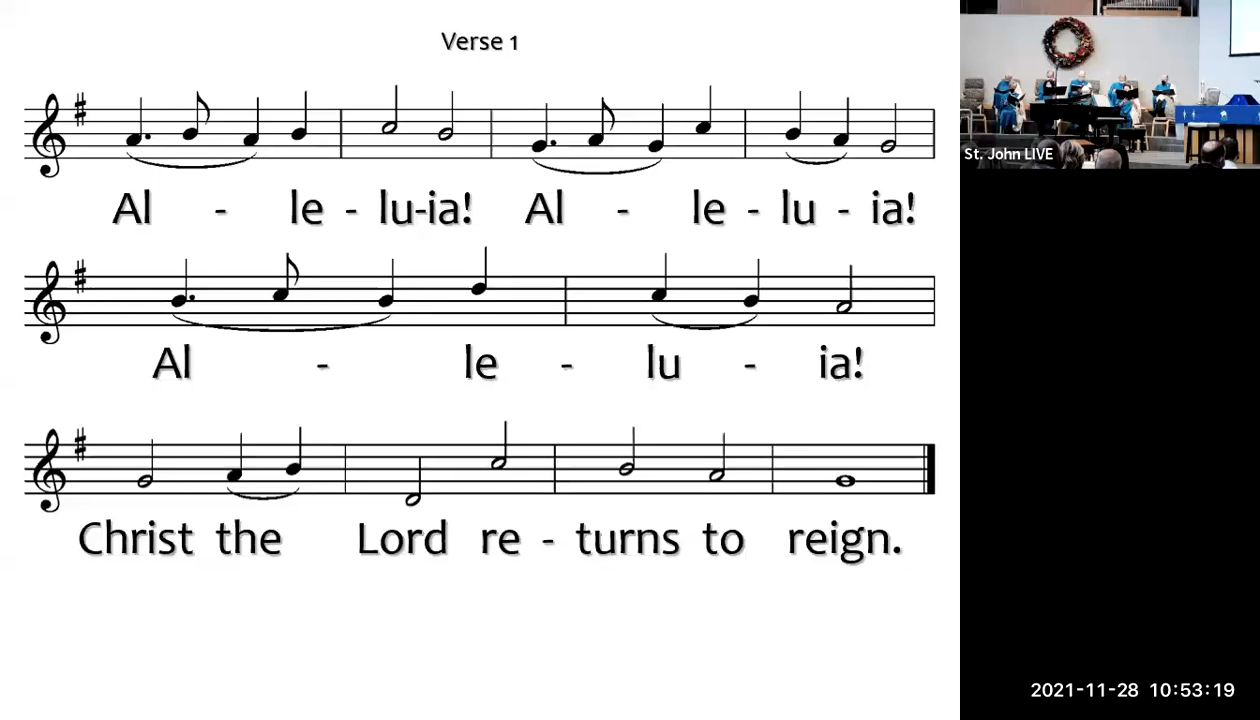 Verse 1
Al - le - lu-ia! Al - le - lu - ia!
Al - le - lu - ia!
Christ the Lord re - turns to reign.
St. John LIVE
2021-11-28 10:53:19